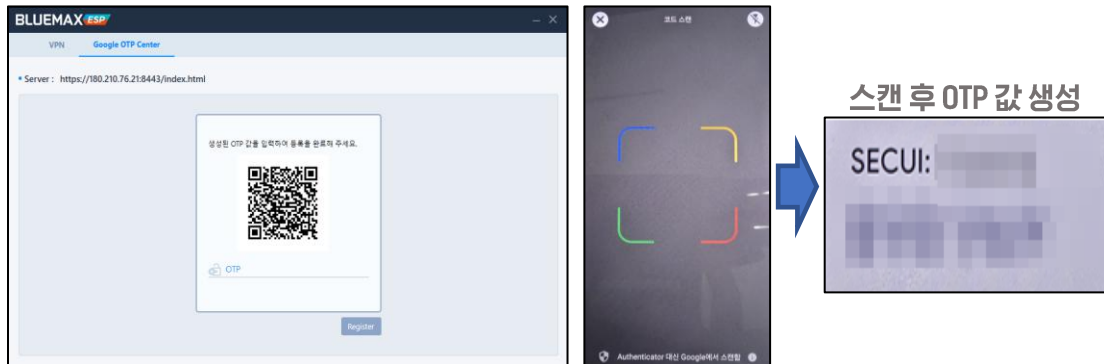 BLUEMAX ESP
VPN Google OTP Center
Server : https://180.210.76.21:8443/index.html
생성된 OTP 값을 입력하여 등록을 완료해 주세요.
OTP
Register
코드 스캔
Authenticator 대신 Google에서 스캔함
스캔 후 OTP 값 생성
SECUI: